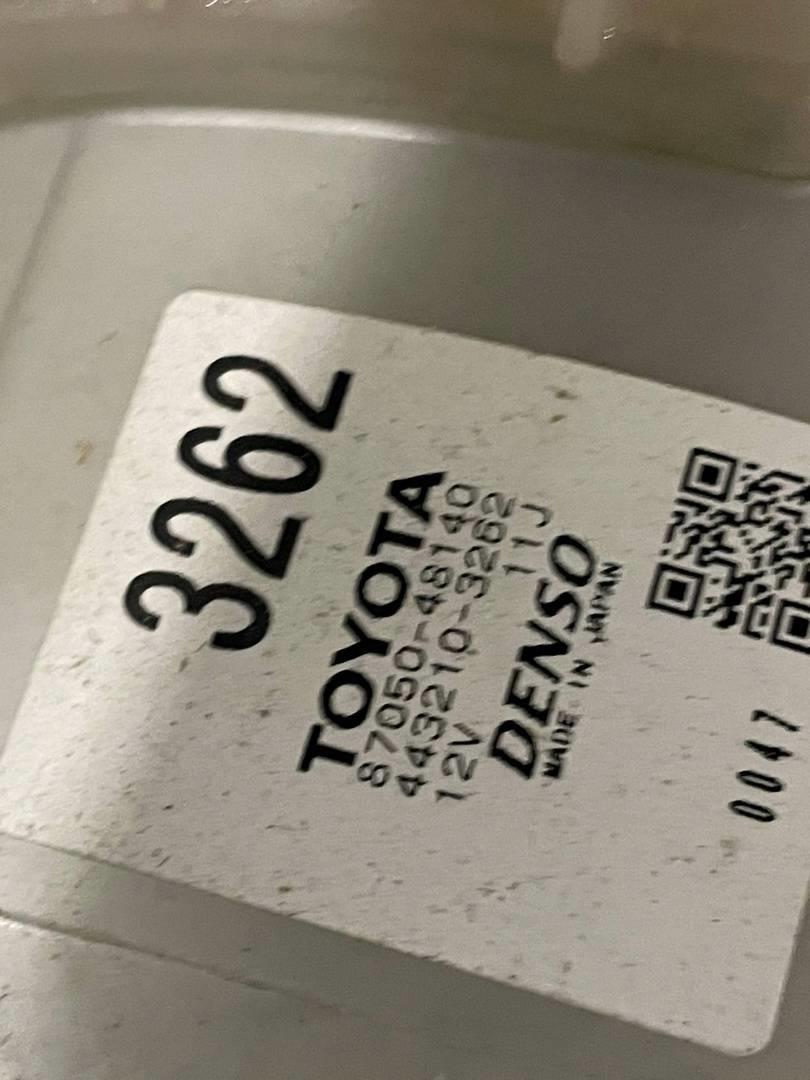 3262
TOYOTA
87050-48140
443210-3262
12V 11J
DENSO
MADE IN JAPAN
0047